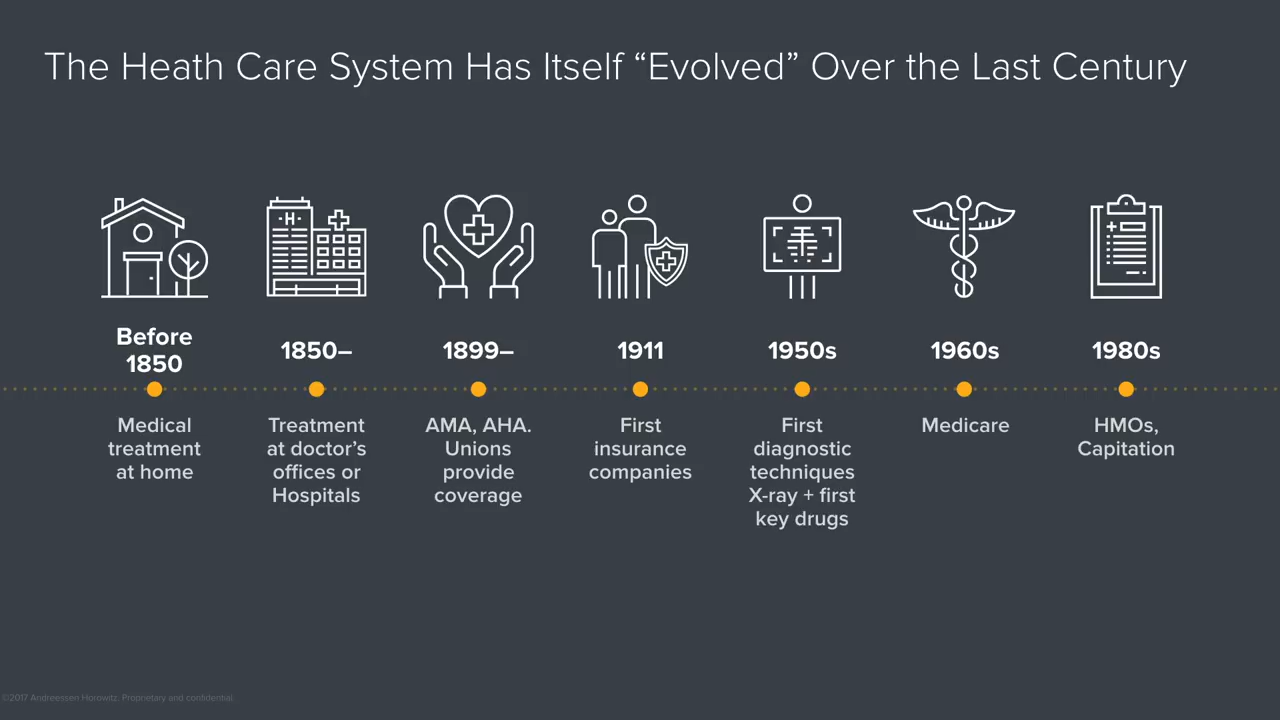 The Heath Care System Has Itself “Evolved” Over the Last Century
H
Before
1850
Medical
treatment
at home
1850–
Treatment
at doctor’s
offices or
Hospitals
1899–
AMA, AHA.
Unions
provide
coverage
1911
First
insurance
companies
1950s
First
diagnostic
techniques
X-ray + first
key drugs
1960s
Medicare
1980s
HMOs,
Capitation
©2017 Andreessen Horowitz. Proprietary and confidential.